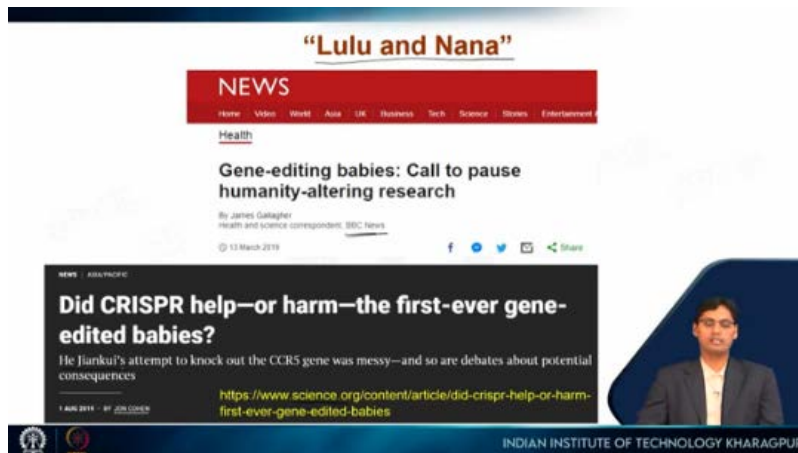 “Lulu and Nana”
NEWS
Home Video World Asia UK Business Tech Science Stories Entertainment
Health
Gene-editing babies: Call to pause
humanity-altering research
By James Gallagher
Health and science correspondent, BBC News
13 March 2019
Share
NEWS ASIA/PACIFIC
Did CRISPR help—or harm—the first-ever gene-
edited babies?
He Jiankui's attempt to knock out the CCR5 gene was messy—and so are debates about potential
consequences
1 AUG 2019 • BY JON COHEN
https://www.science.org/content/article/did-crispr-help-or-harm-
first-ever-gene-edited-babies
INDIAN INSTITUTE OF TECHNOLOGY KHARAGPUR